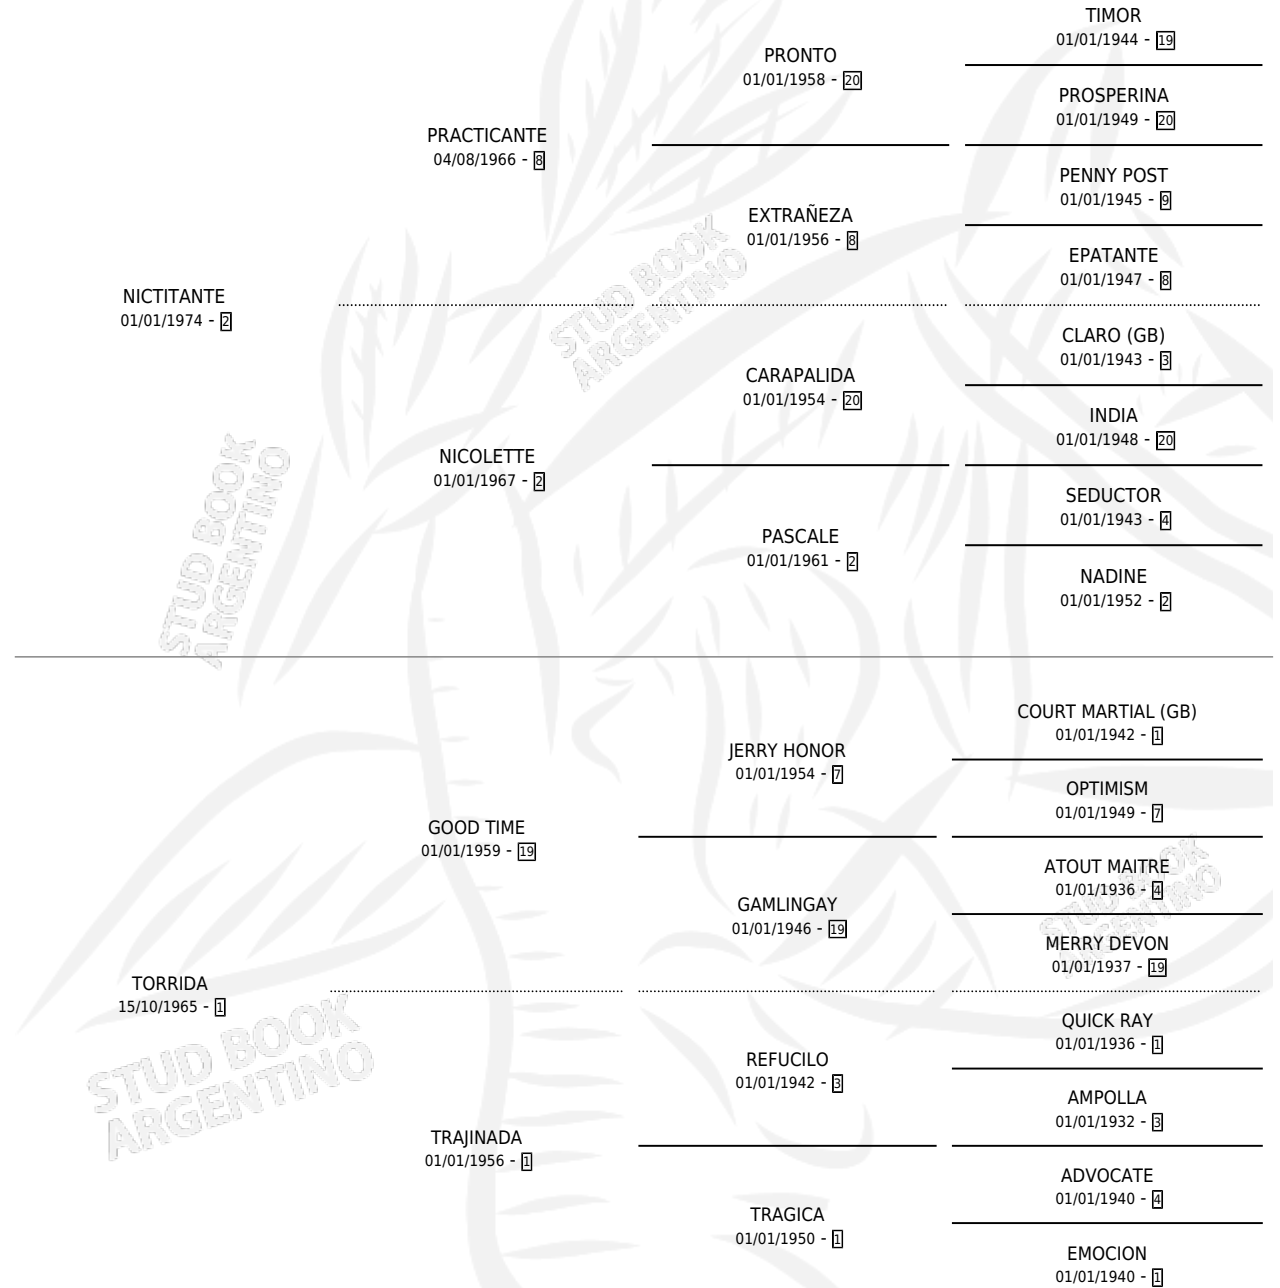 TIMOR
01/01/1944 - 19
PRONTO
01/01/1958 - 20
PROSPERINA
01/01/1949 - 20
PRACTICANTE
04/08/1966 - 8
PENNY POST
01/01/1945 - 9
EXTRAÑEZA
01/01/1956 - 8
EPATANTE
01/01/1947 - 8
NICTITANTE
01/01/1974 - 2
CLARO (GB)
01/01/1943 - 3
CARAPALIDA
01/01/1954 - 20
INDIA
01/01/1948 - 20
NICOLETTE
01/01/1967 - 2
SEDUCTOR
01/01/1943 - 4
PASCALE
01/01/1961 - 2
NADINE
01/01/1952 - 2
COURT MARTIAL (GB)
01/01/1942 - 1
JERRY HONOR
01/01/1954 - 7
OPTIMISM
01/01/1949 - 7
GOOD TIME
01/01/1959 - 19
ATOUT MAITRE
01/01/1936 - 4
GAMLINGAY
01/01/1946 - 19
MERRY DEVON
01/01/1937 - 19
TORRIDA
15/10/1965 - 1
QUICK RAY
01/01/1936 - 1
REFUCILO
01/01/1942 - 3
AMPOLLA
01/01/1932 - 3
TRAJINADA
01/01/1956 - 1
ADVOCATE
01/01/1940 - 4
TRAGICA
01/01/1950 - 1
EMOCION
01/01/1940 - 1
STUD BOOK
ARGENTINO
STUD BOOK
ARGENTINO
STUD BOOK
ARGENTINO
STUD BOOK
ARGENTINO